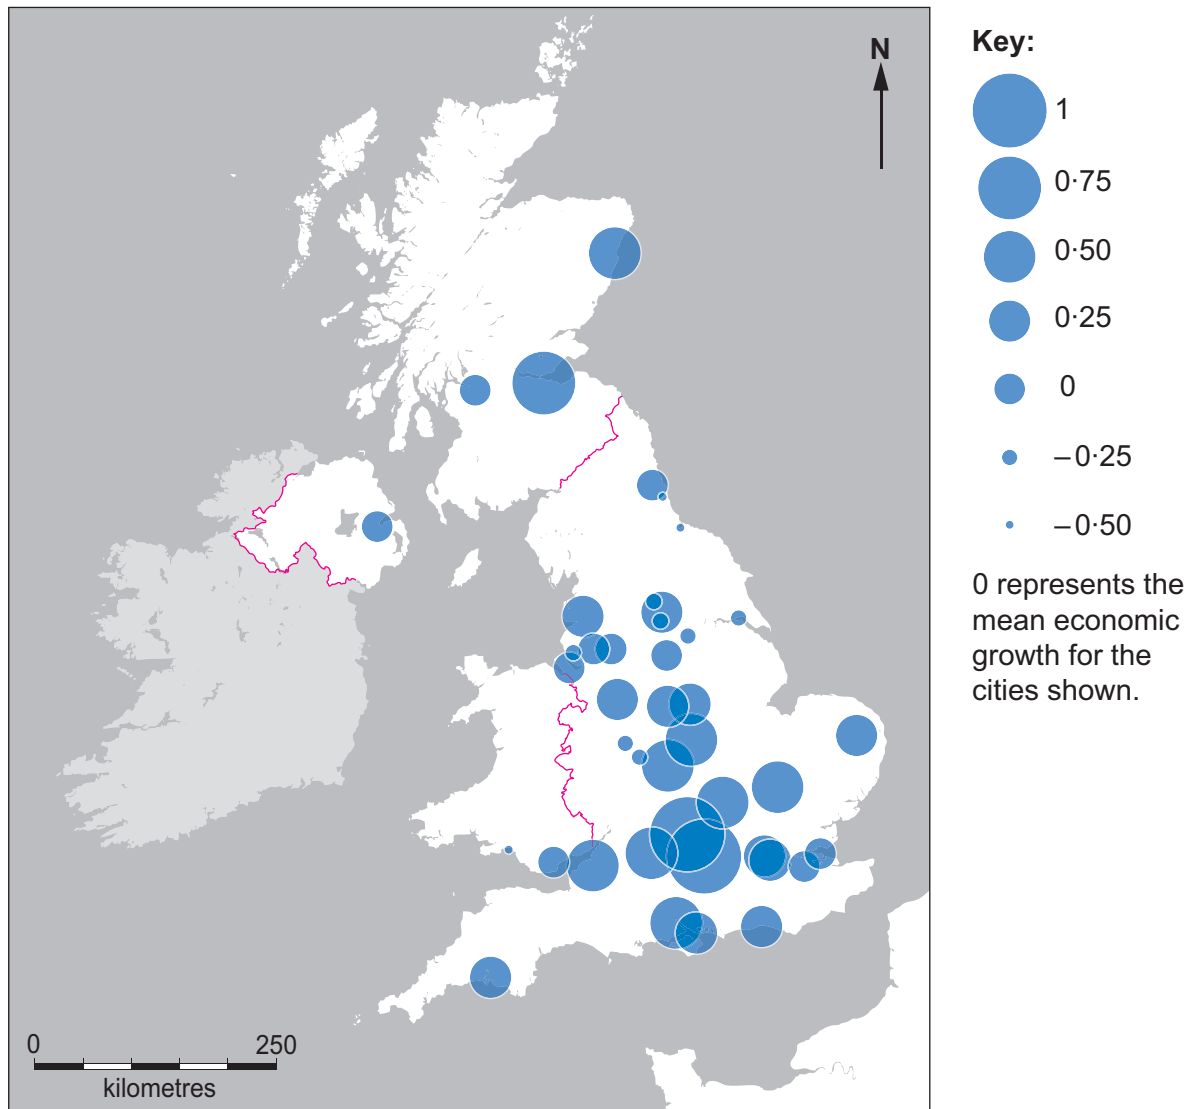 N
Key:
1
0·75
0·50
0·25
0
–0·25
–0·50
0 represents the
mean economic
growth for the
cities shown.
0 250
kilometres